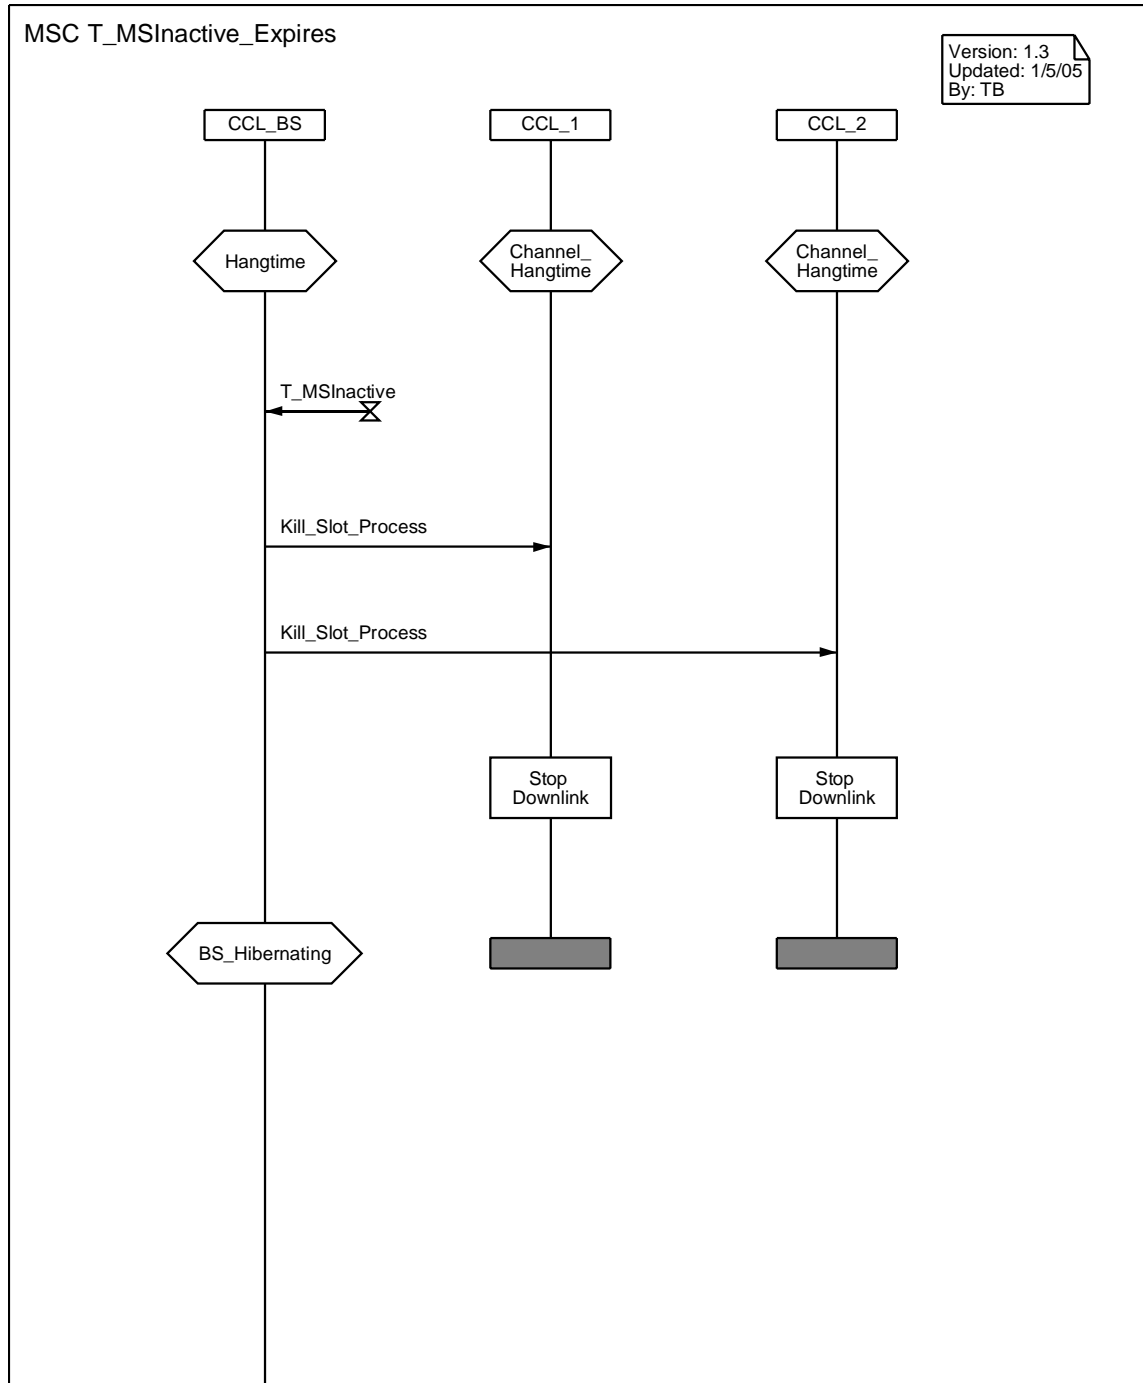 MSC T_MSInactive_Expires
Version: 1.3
Updated: 1/5/05
By: TB
CCL_BS
CCL_1
CCL_2
Hangtime
Channel_
Hangtime
Channel_
Hangtime
T_MSInactive
Kill_Slot_Process
Kill_Slot_Process
Stop
Downlink
Stop
Downlink
BS_Hibernating